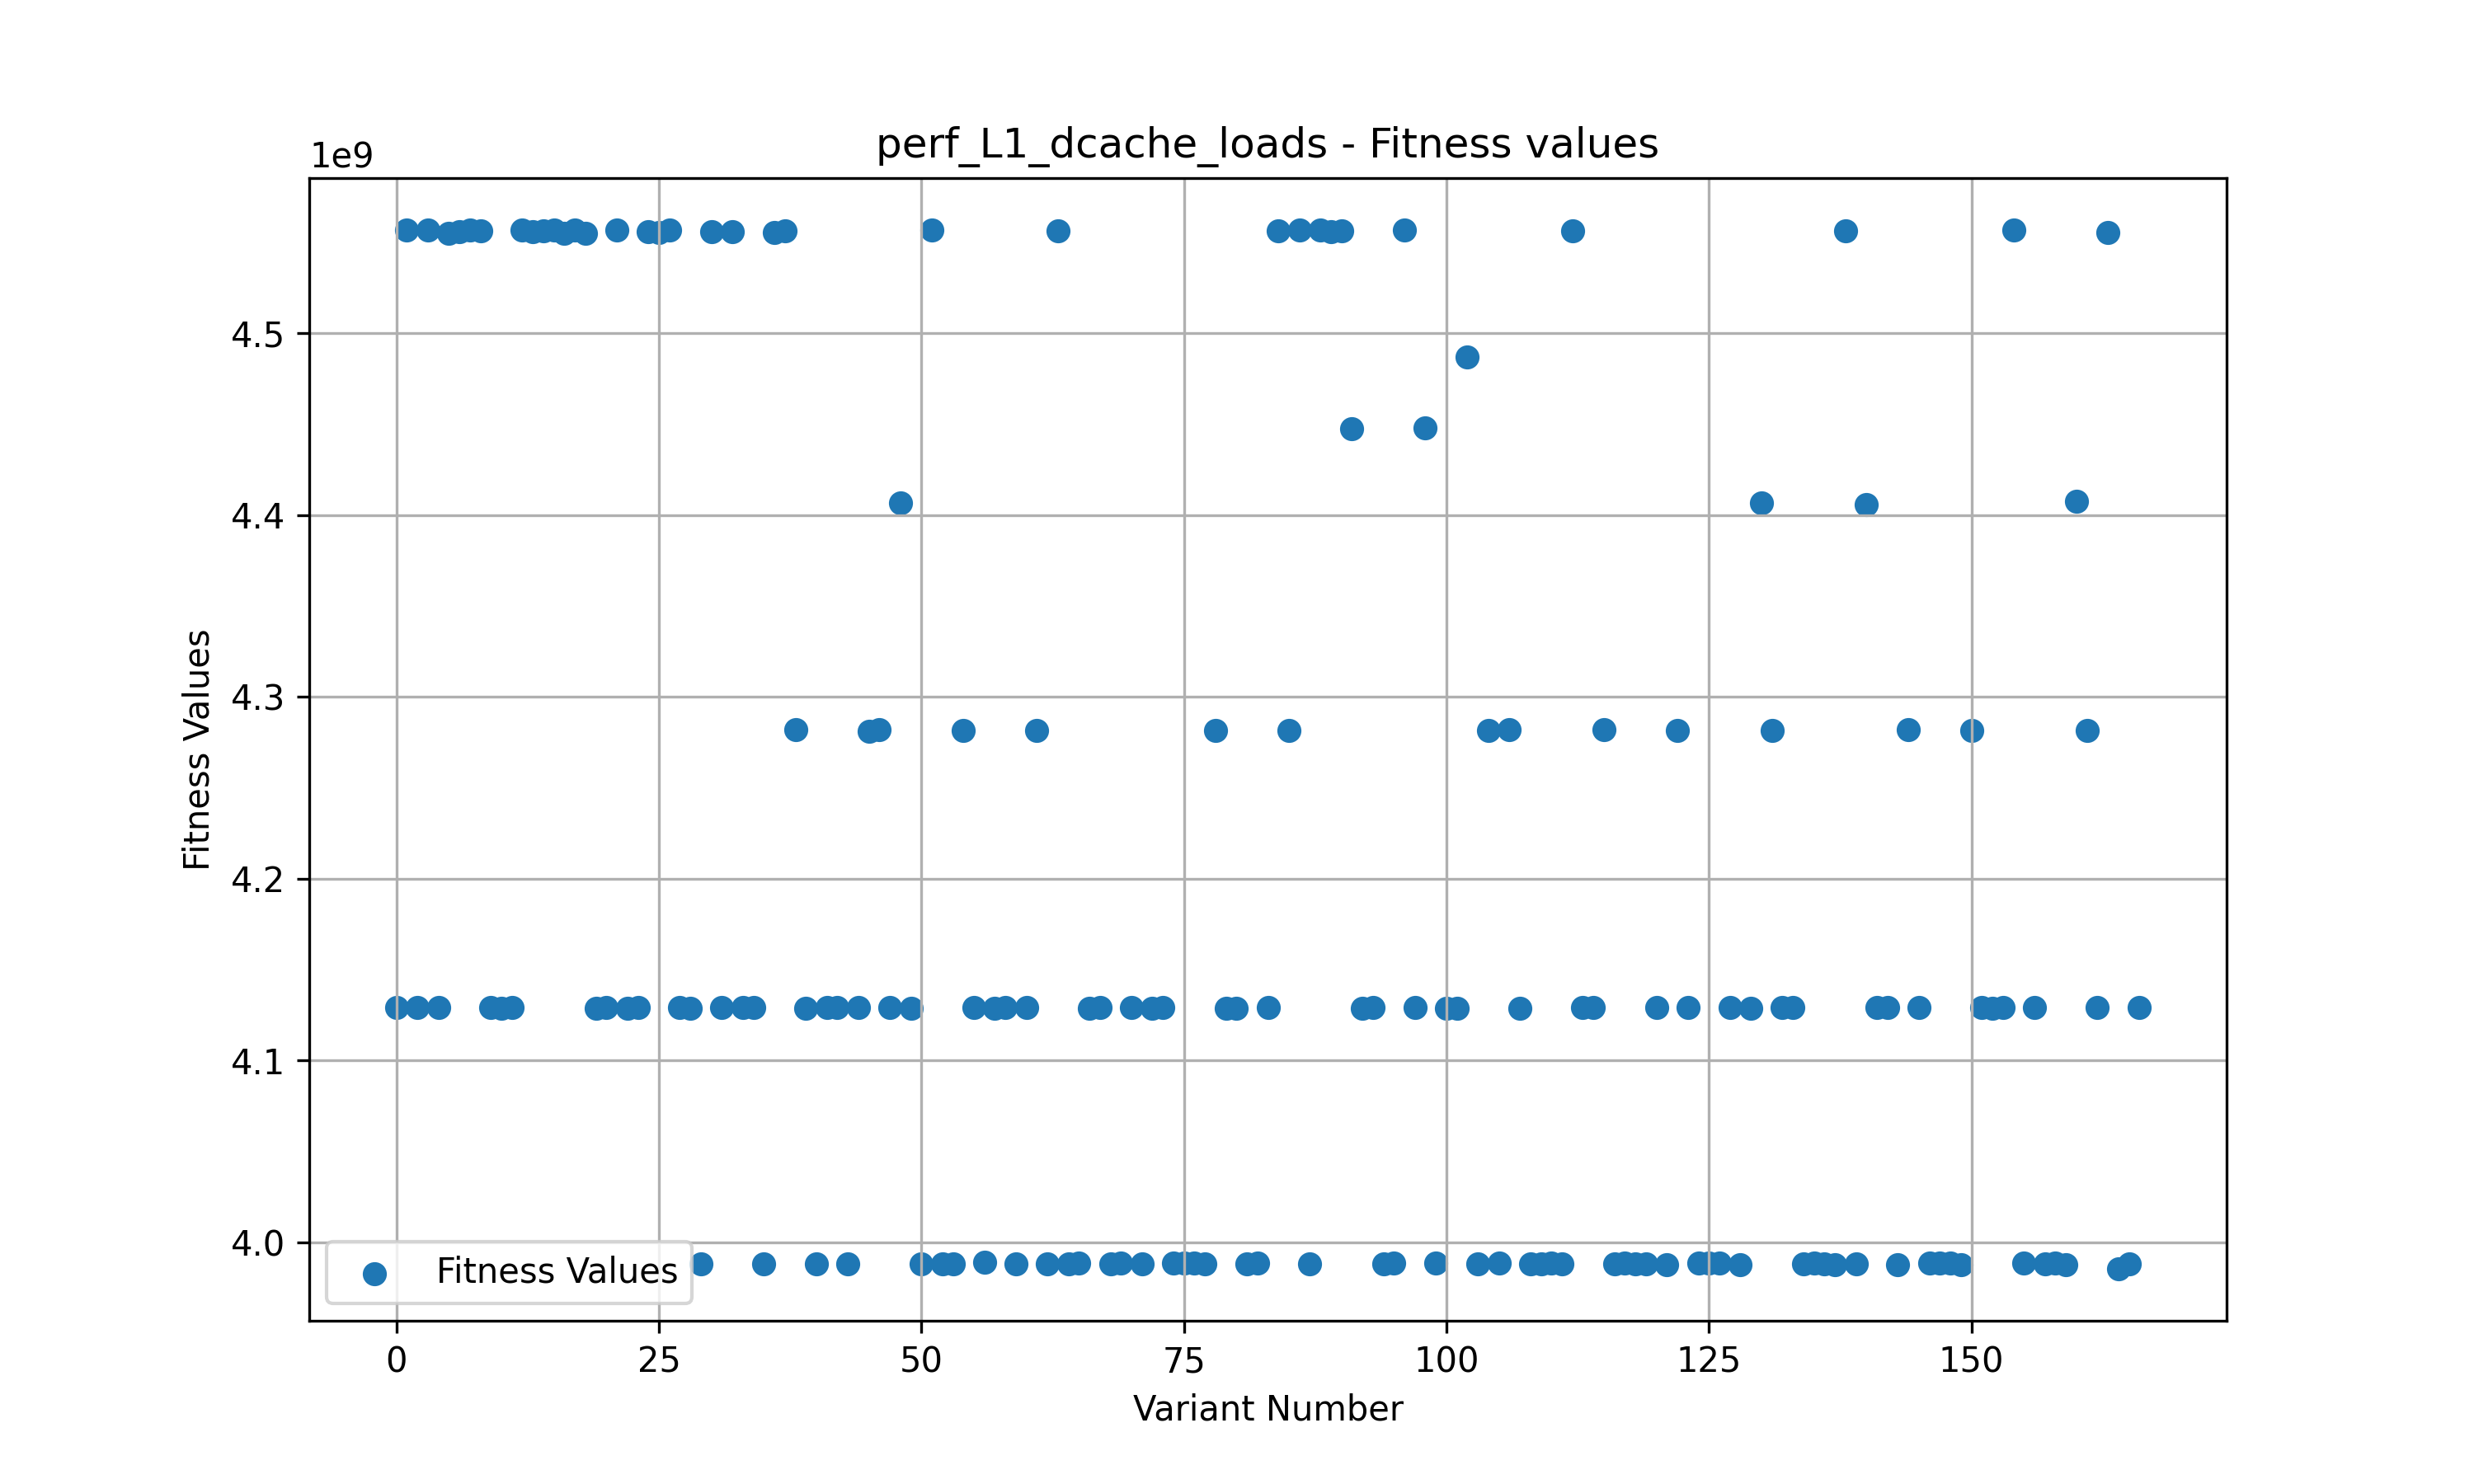 perf_L1_dcache_loads - Fitness values
1e9
4.5
4.4
4.3
4.2
4.1
4.0
Fitness Values
Fitness Values
0 25 50 75 100 125 150
Variant Number